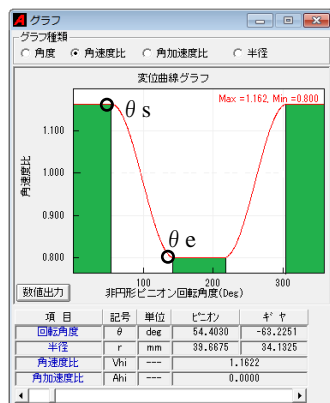 グラフ
グラフ種類
角度 角速度比 角加速度比 半径
変位曲線グラフ
Max =1.162, Min =0.800
θs
1.100
1.000
0.900
0.800
角速度比
θe
100 200 300
数値出力
非円形ピニオン回転角度(Deg)
項 目 記号 単位 ピニオン ギヤ
回転角度 θ deg 54.4030 -63.2251
半径 r mm 39.6675 34.1325
角速度比 Vhi --- 1.1622
角加速度比 Ahi --- 0.0000